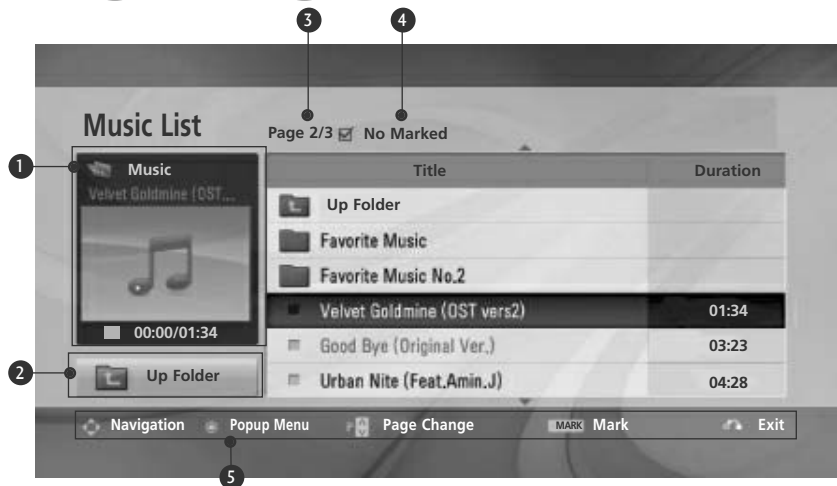 3 4
Music List
Page 2/3 No Marked
1
Music
Velvet Goldmine (OST...
00:00/01:34
2
Up Folder
Title Duration
Up Folder
Favorite Music
Favorite Music No.2
Velvet Goldmine (OST vers2) 01:34
Good Bye (Original Ver.) 03:23
Urban Nite (Feat.Amin.J) 04:28
Navigation Popup Menu P Page Change MARK Mark Exit
5